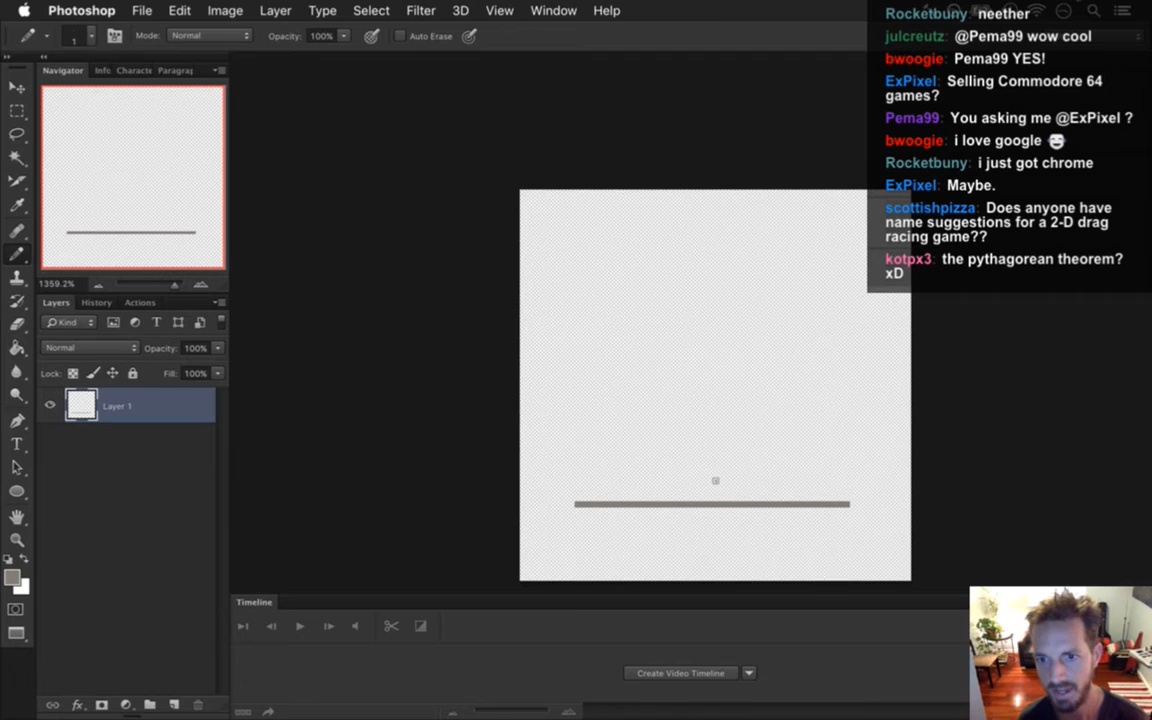 Photoshop File Edit Image Layer Type Select Filter 3D View Window Help
1 Mode: Normal Opacity: 100% Auto Erase
Navigator Info Characte Paragrap
1359.2%
Layers History Actions
Kind
Normal Opacity: 100%
Lock: Fill: 100%
Layer 1
Rocketbuny: neether
julcreutz: @Pema99 wow cool
bwoogie: Pema99 YES!
ExPixel: Selling Commodore 64
games?
Pema99: You asking me @ExPixel ?
bwoogie: i love google
Rocketbuny: i just got chrome
ExPixel: Maybe.
scottishpizza: Does anyone have
name suggestions for a 2-D drag
racing game??
kotpx3: the pythagorean theorem?
xD
Timeline
Create Video Timeline